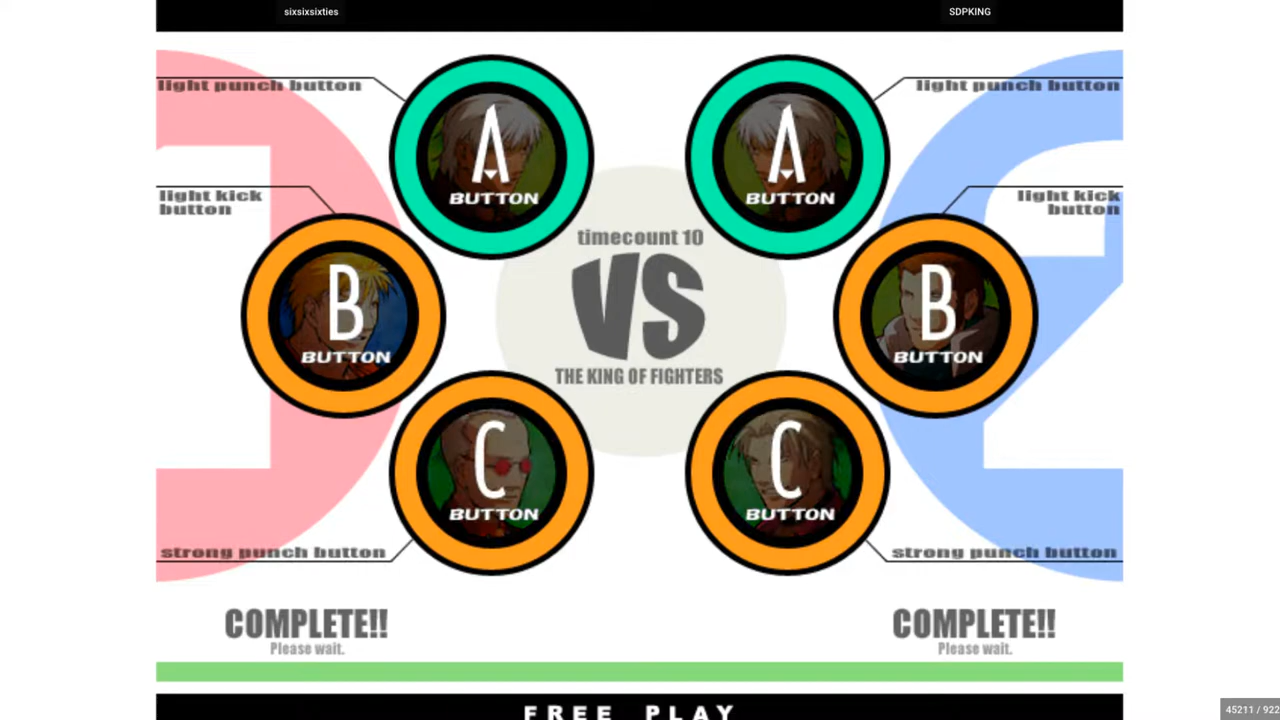 sixsixsixties
SDPKING
light punch button
light punch button
A
BUTTON
A
BUTTON
light kick
button
light kick
button
timecount 10
VS
THE KING OF FIGHTERS
B
BUTTON
B
BUTTON
C
BUTTON
C
BUTTON
strong punch button
strong punch button
COMPLETE!!
Please wait.
COMPLETE!!
Please wait.
FREE PLAY
45211 / 922